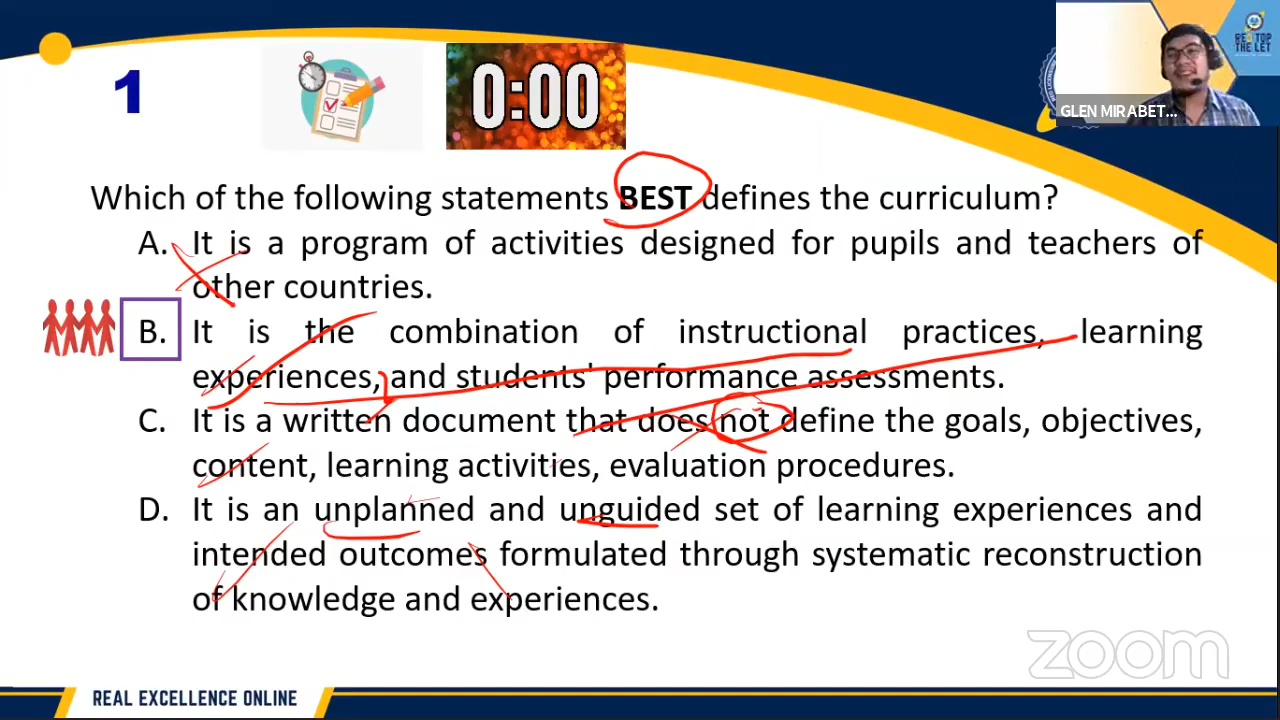 1
0:00
RE TOP
THE LET
GLEN MIRABET...
Which of the following statements BEST defines the curriculum?
A. It is a program of activities designed for pupils and teachers of
other countries.
B. It is the combination of instructional practices, learning
experiences, and students' performance assessments.
C. It is a written document that does not define the goals, objectives,
content, learning activities, evaluation procedures.
D. It is an unplanned and unguided set of learning experiences and
intended outcomes formulated through systematic reconstruction
of knowledge and experiences.
zoom
REAL EXCELLENCE ONLINE